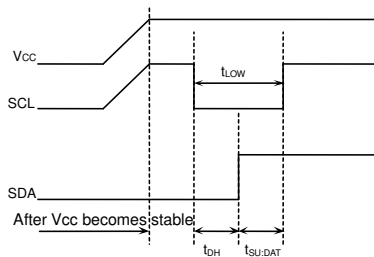 VCC
tLOW
SCL
SDA
After Vcc becomes stable
tDH
tSU;DAT